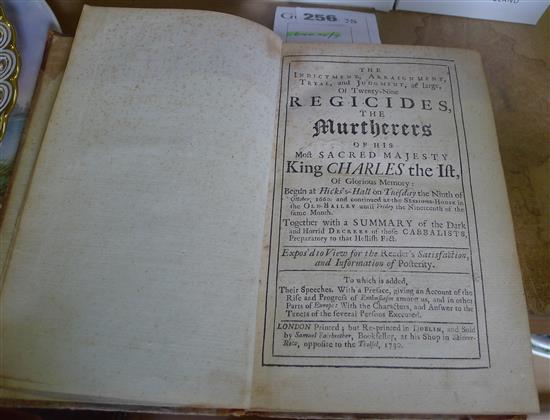 256
THE
INDICTMENT, ARRAIGNMENT,
TRYAL, and JUDGMENT, at large,
Of Twenty-Nine
REGICIDES,
THE
Murtherers
OF HIS
Most SACRED MAJESTY
King CHARLES the Ist,
Of Glorious Memory:
Begun at Hicks's-Hall on Tuesday the Ninth of
October, 1660. and continued at the Sessions-House in
the OLD-BAILEY until Friday the Nineteenth of the
same Month.
Together with a SUMMARY of the Dark
and Horrid DECREES of those CABBALISTS,
Preparatory to that Hellish Fact.
Expos'd to View for the Reader's Satisfaction,
and Information of Posterity.
To which is added,
Their Speeches. With a Preface, giving an Account of the
Rise and Progress of Enthusiasm among us, and in other
Parts of Europe: With the Characters, and Answer to the
Tenets of the several Persons Executed.
LONDON Printed; but Re-printed in DUBLIN, and Sold
by Samuel Fairbrother, Bookseller, at his Shop in Skinner-
Row, opposite to the Tholsel, 1730.